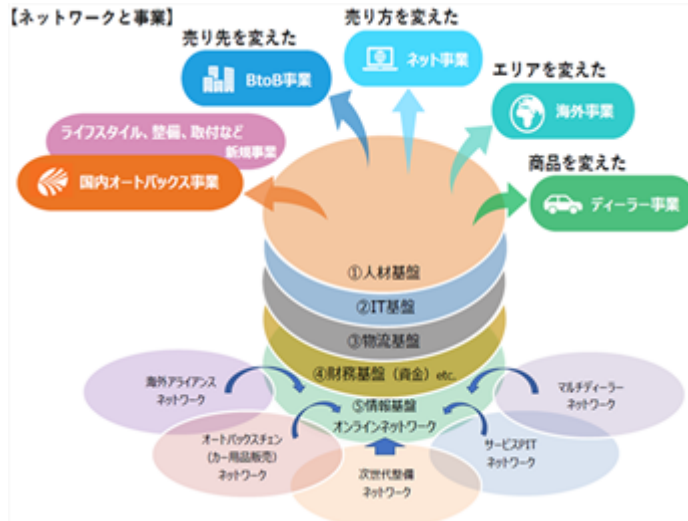 【ネットワークと事業】
売り先を変えた
BtoB事業
売り方を変えた
ネット事業
エリアを変えた
海外事業
ライフスタイル、整備、取付など
新規事業
国内オートバックス事業
商品を変えた
ディーラー事業
①人材基盤
②IT基盤
③物流基盤
④財務基盤(資金)etc.
⑤情報基盤
オンラインネットワーク
海外アライアンス
ネットワーク
オートバックスチェン
(カー用品販売)
ネットワーク
次世代整備
ネットワーク
サービスPIT
ネットワーク
マルチディーラー
ネットワーク